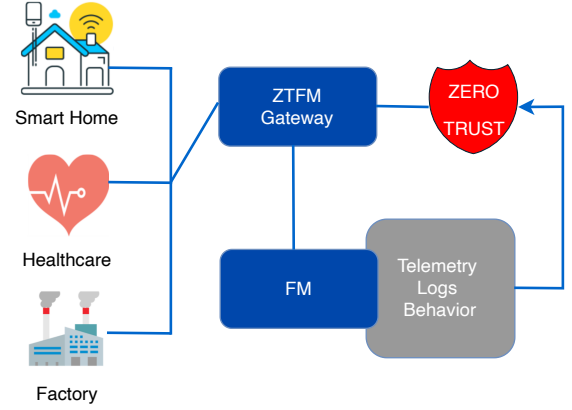 Smart Home
Healthcare
Factory
ZTFM
Gateway
ZERO
TRUST
FM
Telemetry
Logs
Behavior